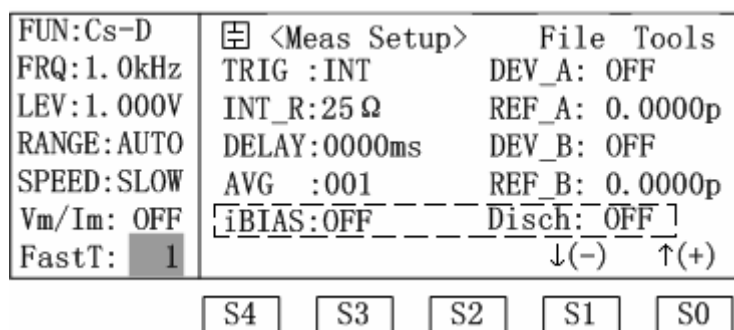 FUN:Cs-D
FRQ:1.0kHz
LEV:1.000V
RANGE:AUTO
SPEED:SLOW
Vm/Im: OFF
FastT: 1
<Meas Setup> File Tools
TRIG :INT DEV_A: OFF
INT_R:25Ω REF_A: 0.0000p
DELAY:0000ms DEV_B: OFF
AVG :001 REF_B: 0.0000p
iBIAS:OFF Disch: OFF
↓(-) ↑(+)
S4 S3 S2 S1 S0